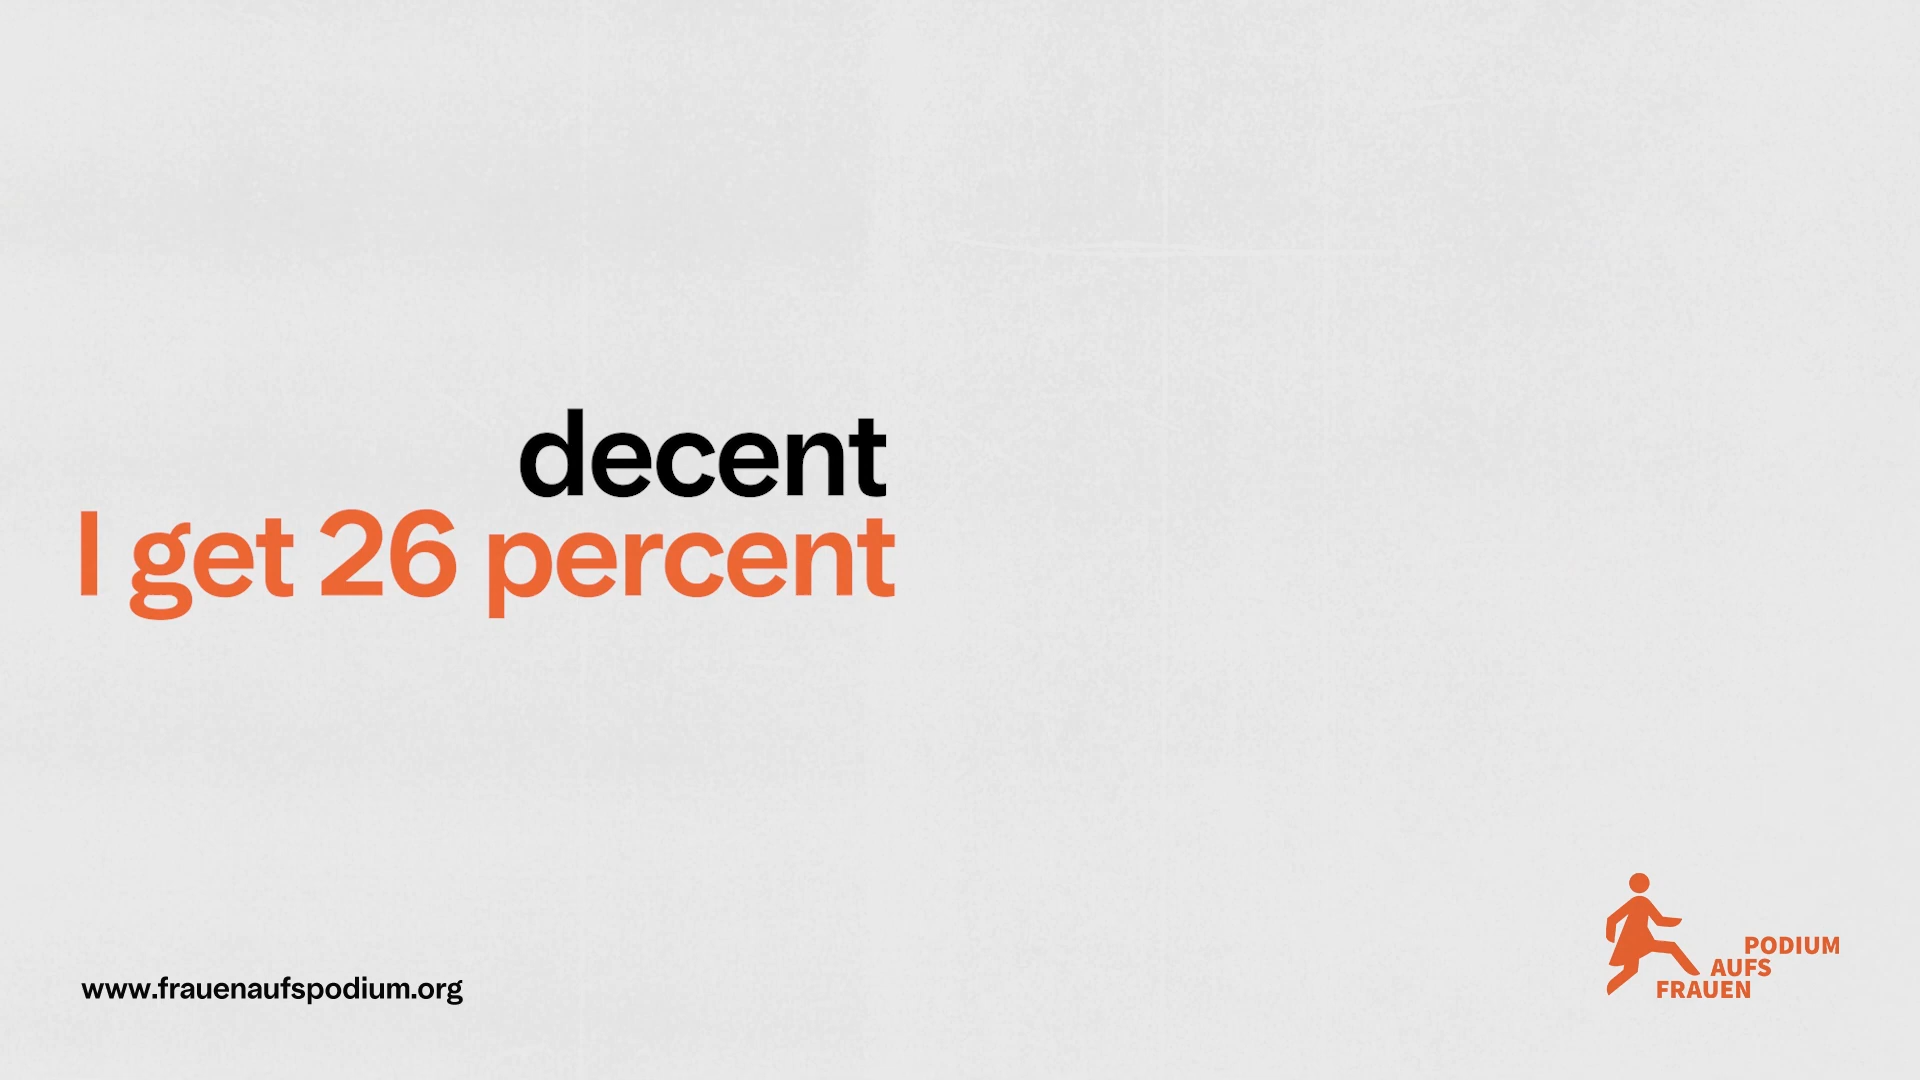 decent
I get 26 percent
www.frauenaufspodium.org
PODIUM
AUFS
FRAUEN